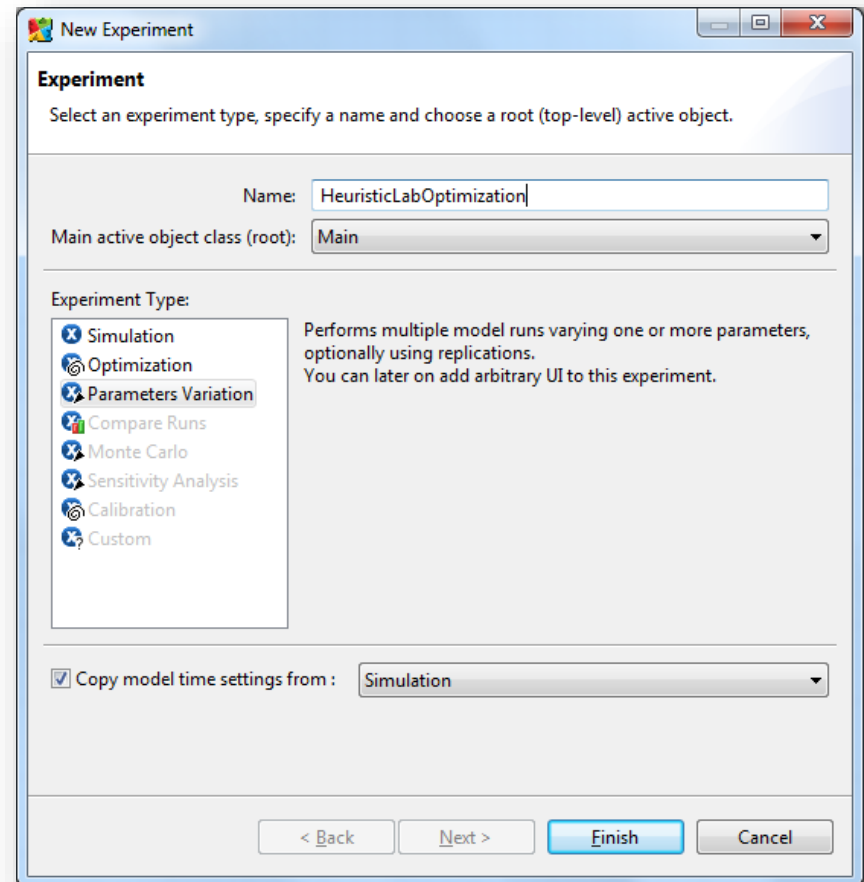 New Experiment
Experiment
Select an experiment type, specify a name and choose a root (top-level) active object.
Name: HeuristicLabOptimization
Main active object class (root): Main
Experiment Type:
Simulation
Optimization
Parameters Variation
Compare Runs
Monte Carlo
Sensitivity Analysis
Calibration
Custom
Performs multiple model runs varying one or more parameters,
optionally using replications.
You can later on add arbitrary UI to this experiment.
Copy model time settings from : Simulation
< Back Next > Finish Cancel